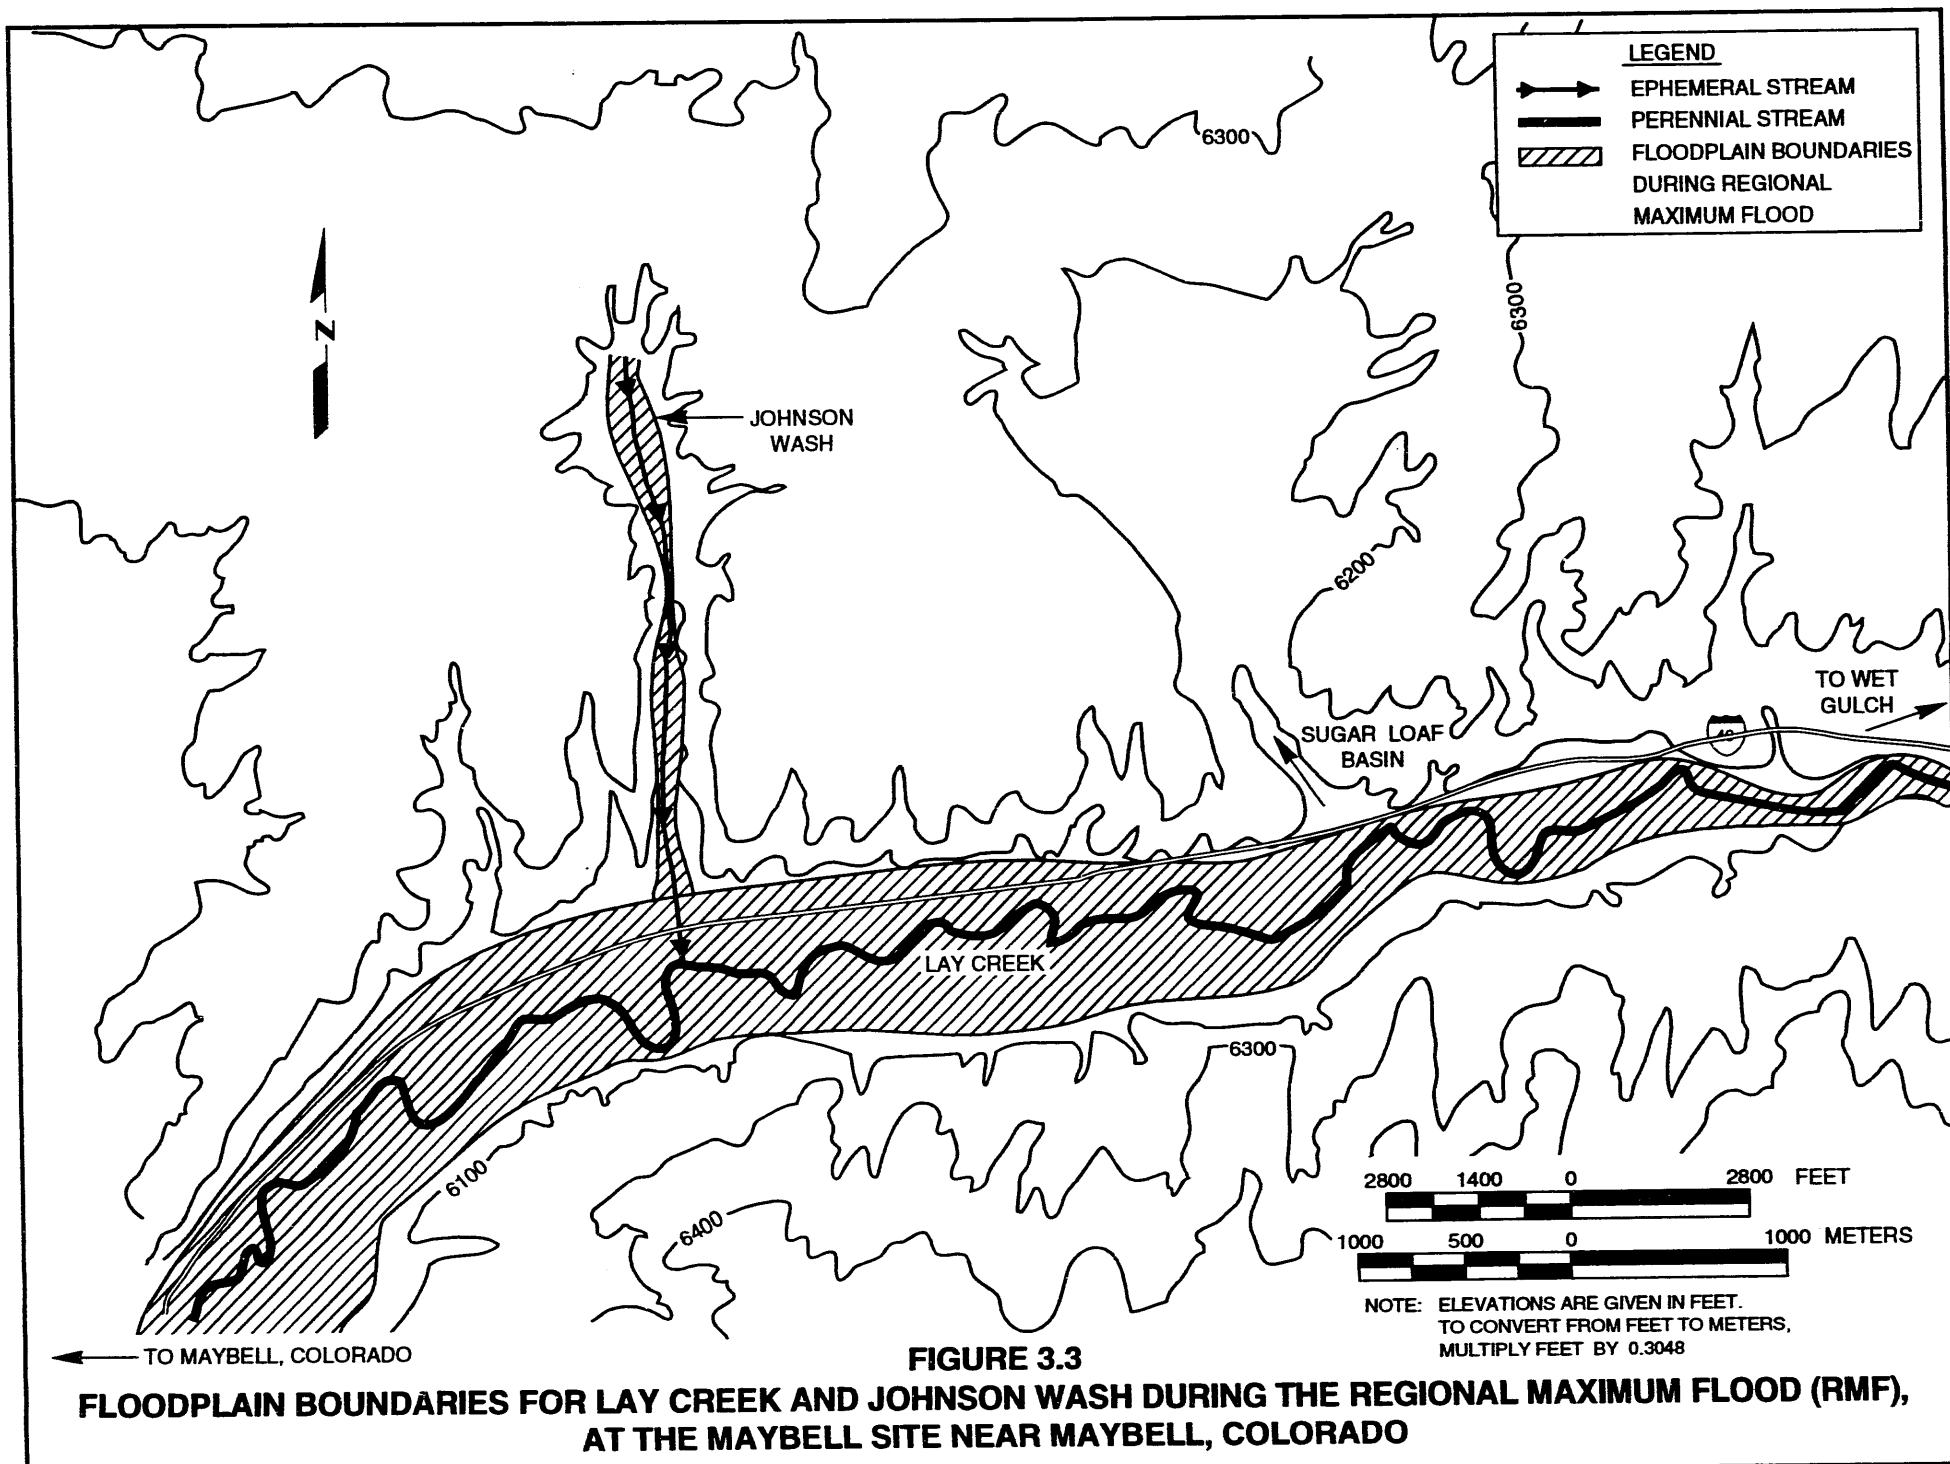 LEGEND
EPHEMERAL STREAM
PERENNIAL STREAM
FLOODPLAIN BOUNDARIES
DURING REGIONAL
MAXIMUM FLOOD
6300
6300
N
JOHNSON
WASH
6200
TO WET
GULCH
SUGAR LOAF
BASIN
LAY CREEK
6300
6100
6400
2800 1400 0 2800 FEET
1000 500 0 1000 METERS
NOTE: ELEVATIONS ARE GIVEN IN FEET.
TO CONVERT FROM FEET TO METERS,
MULTIPLY FEET BY 0.3048
TO MAYBELL, COLORADO
FIGURE 3.3
FLOODPLAIN BOUNDARIES FOR LAY CREEK AND JOHNSON WASH DURING THE REGIONAL MAXIMUM FLOOD (RMF),
AT THE MAYBELL SITE NEAR MAYBELL, COLORADO